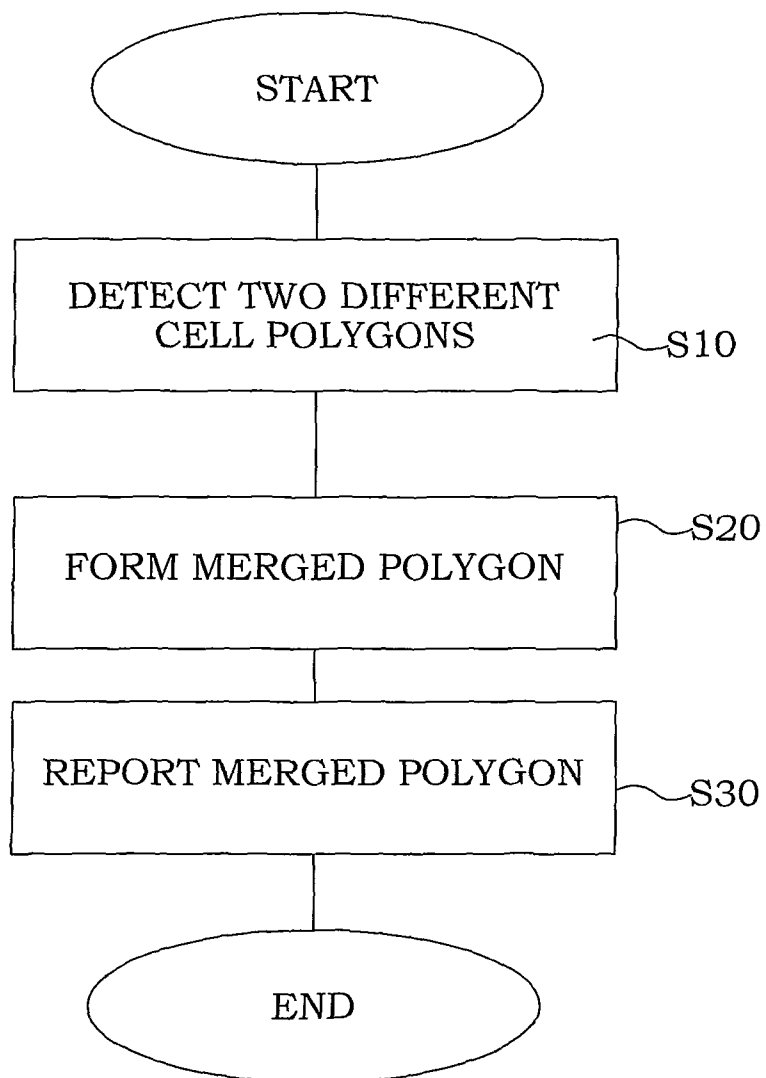 START
DETECT TWO DIFFERENT
CELL POLYGONS
S10
S20
FORM MERGED POLYGON
REPORT MERGED POLYGON
S30
END